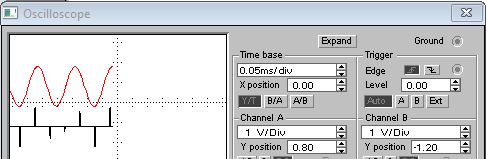 Oscilloscope
Expand Ground
Time base Trigger
0.05ms/div Edge
X position 0.00 Level 0.00
Y/T B/A A/B Auto A B Ext
Channel A Channel B
1 V/Div 1 V/Div
Y position 0.80 Y position -1.20